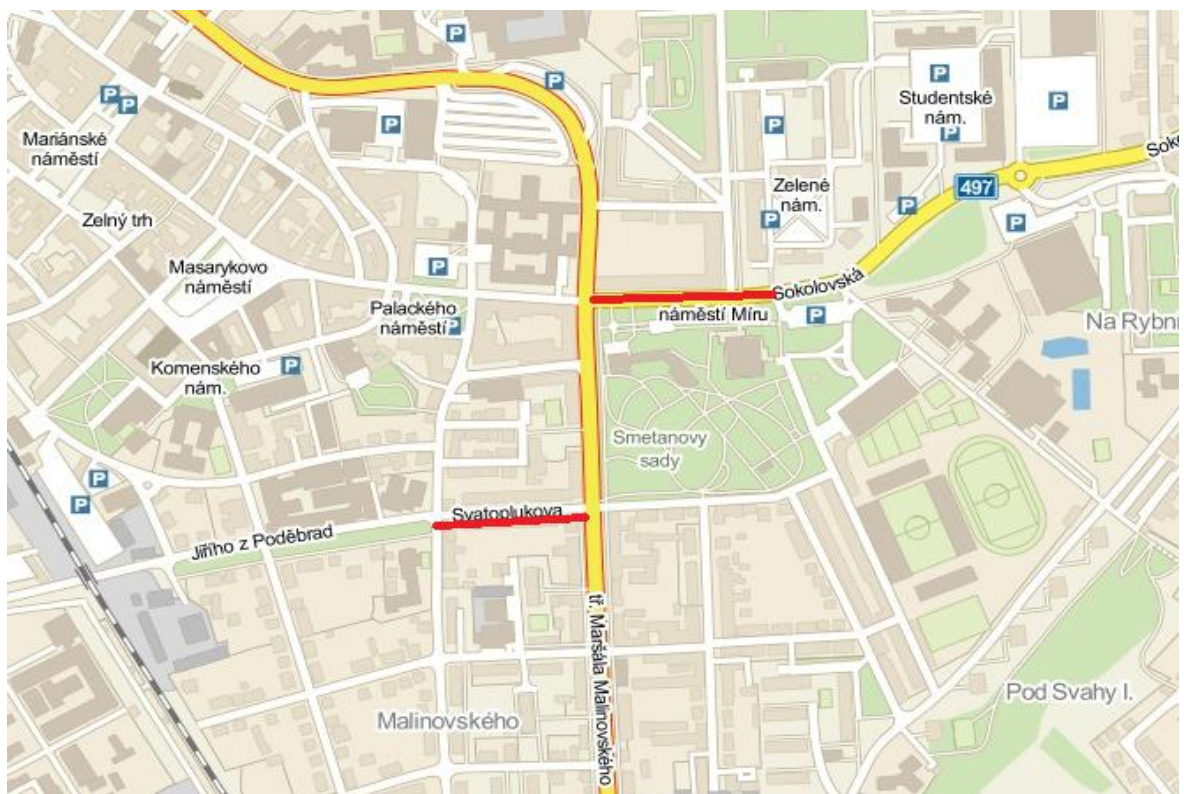 P
P
P
P
Studentské
nám.
P
P
P
P
P
Mariánské
náměstí
Soko
Zelené
nám.
497
P
P
P
Zelný trh
Masarykovo
náměstí
P
Sokolovská
Palackého
náměstí
P
náměstí Míru
P
Na Rybní
Komenského
nám.
P
Smetanovy
sady
P
P
Svatoplukova
Jiřího z Poděbrad
tř. Maršála Malinovského
Malinovského
Pod Svahy I.